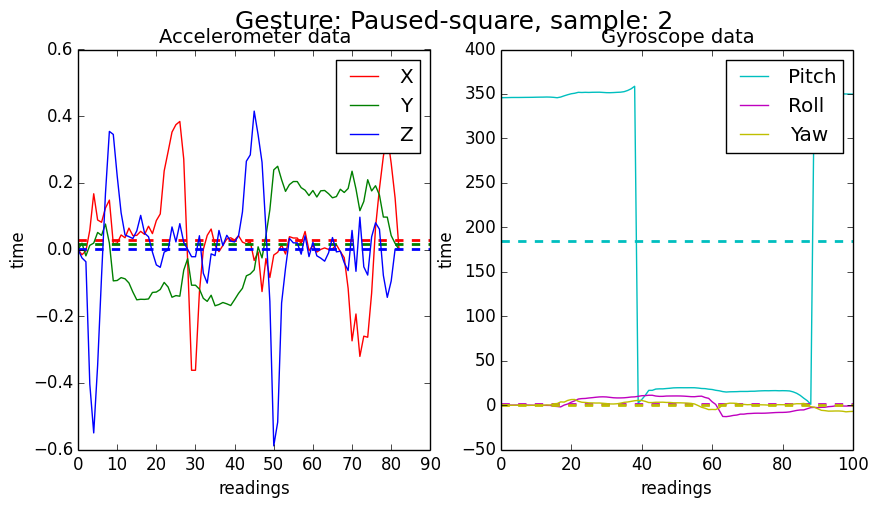 Gesture: Paused-square, sample: 2
Accelerometer data
0.6
0.4
0.2
0.0
−0.2
−0.4
−0.6
time
X
Y
Z
0 10 20 30 40 50 60 70 80 90
readings
Gyroscope data
400
350
300
250
200
150
100
50
0
−50
time
Pitch
Roll
Yaw
0 20 40 60 80 100
readings